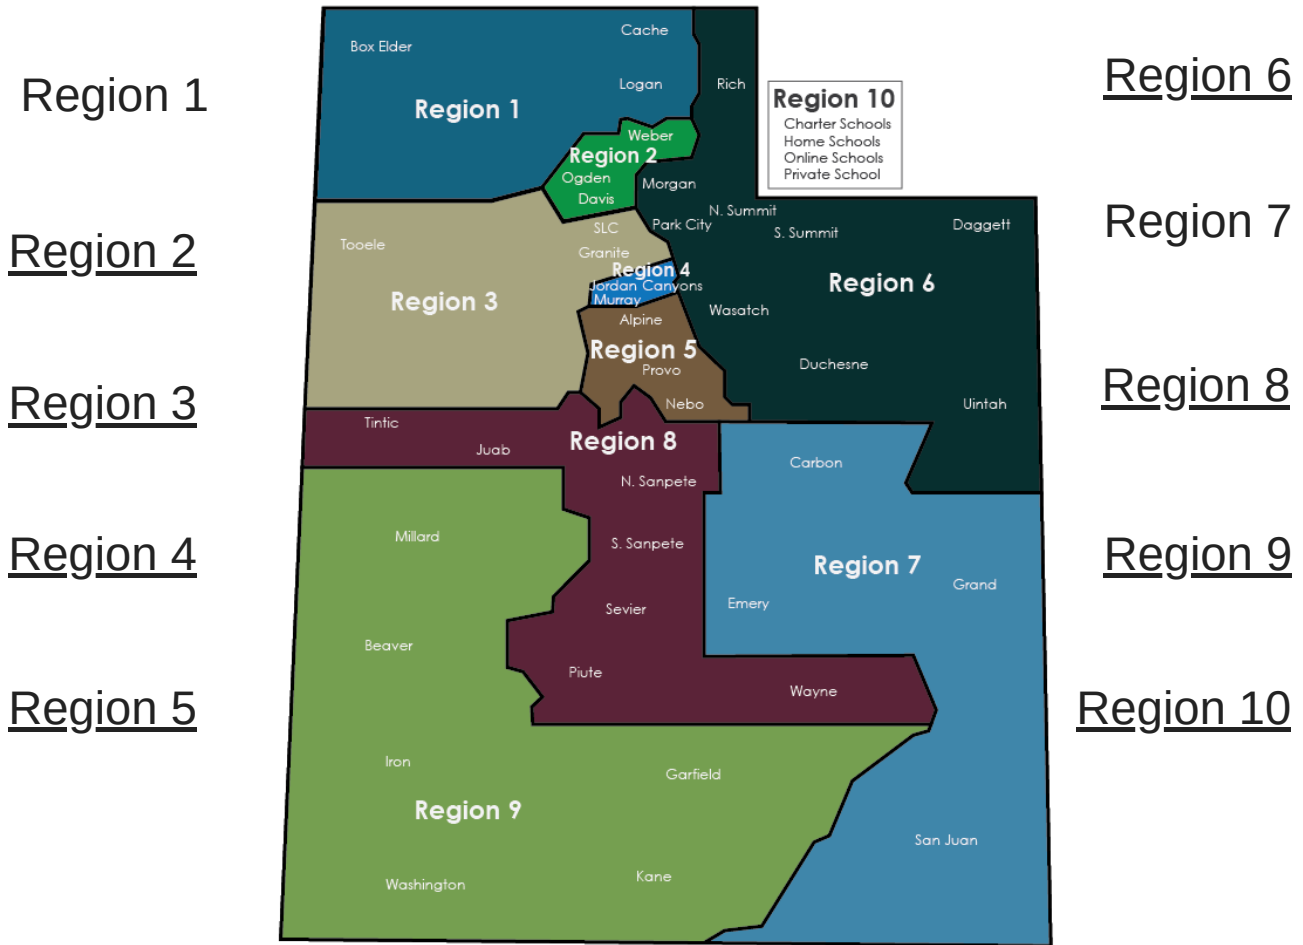 Region 1
Region 2
Region 3
Region 4
Region 5
Box Elder
Cache
Logan
Region 1
Rich
Region 10
Charter Schools
Home Schools
Online Schools
Private School
Weber
Region 2
Ogden
Davis
Morgan
N. Summit
Park City
S. Summit
Daggett
SLC
Tooele
Granite
Region 4
Jordan Canyons
Murray
Region 3
Region 6
Wasatch
Alpine
Region 5
Provo
Nebo
Duchesne
Uintah
Tintic
Juab
Region 8
N. Sanpete
S. Sanpete
Sevier
Piute
Wayne
Carbon
Region 7
Emery
Grand
San Juan
Millard
Beaver
Iron
Garfield
Region 9
Washington
Kane
Region 6
Region 7
Region 8
Region 9
Region 10